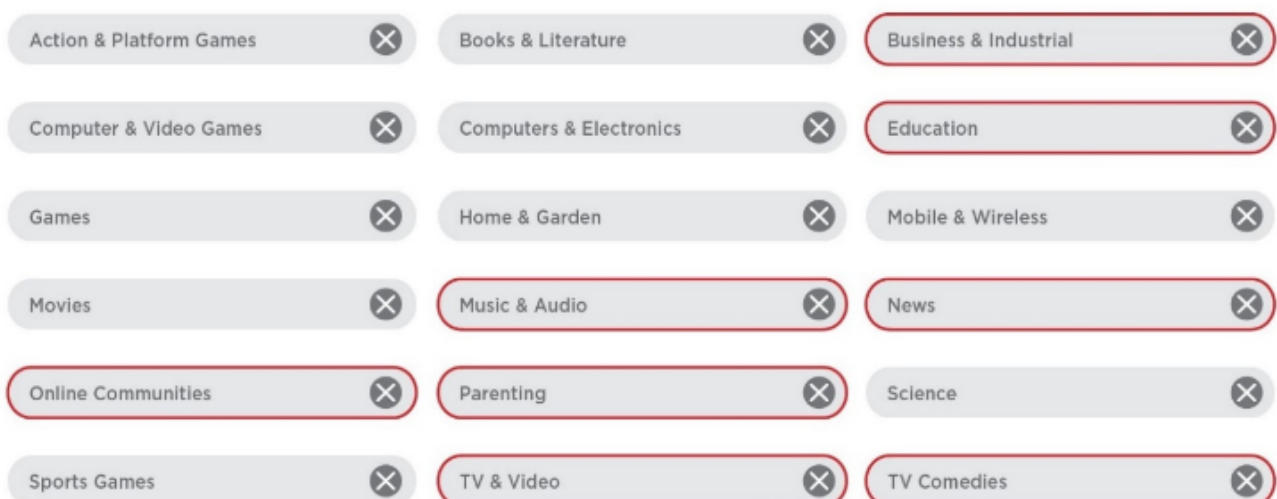 Action & Platform Games
Books & Literature
Business & Industrial
Computer & Video Games
Computers & Electronics
Education
Games
Home & Garden
Mobile & Wireless
Movies
Music & Audio
News
Online Communities
Parenting
Science
Sports Games
TV & Video
TV Comedies